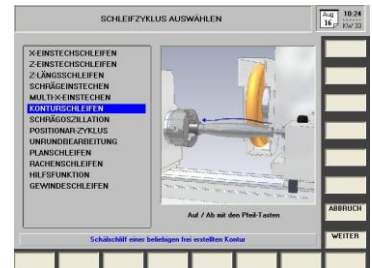 SCHLEIFZYKLUS AUSWÄHLEN
Aug 10:24
16 KW 33
X-EINSTECHSCHLEIFEN
Z-EINSTECHSCHLEIFEN
Z-LÄNGSSCHLEIFEN
SCHRÄGEINSTECHEN
MULTI-X-EINSTECHEN
KONTURSCHLEIFEN
SCHRÄGOSZILLATION
POSITIONAR-ZYKLUS
UNRUNDBEARBEITUNG
PLANSCHLEIFEN
RACHENSCHLEIFEN
HILFSFUNKTION
GEWINDESCHLEIFEN
Auf / Ab mit den Pfeil-Tasten
ABBRUCH
Schälschliff einer beliebigen frei erstellten Kontur
WEITER